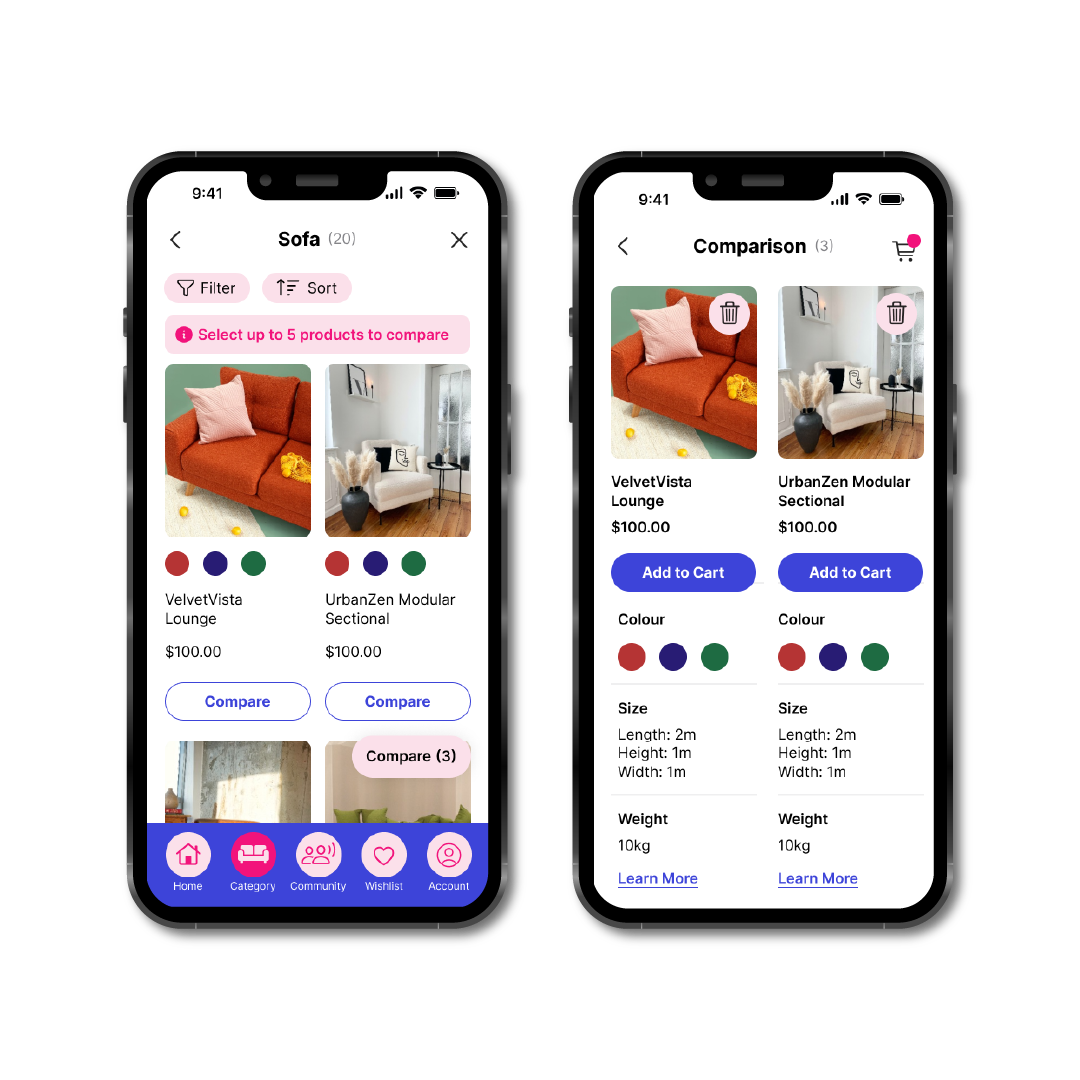 9:41
Sofa (20)
Filter
Sort
Select up to 5 products to compare
VelvetVista
Lounge
$100.00
Compare
UrbanZen Modular
Sectional
$100.00
Compare
Compare (3)
Home
Category
Community
Wishlist
Account
9:41
Comparison (3)
VelvetVista
Lounge
$100.00
Add to Cart
Colour
Size
Length: 2m
Height: 1m
Width: 1m
Weight
10kg
Learn More
UrbanZen Modular
Sectional
$100.00
Add to Cart
Colour
Size
Length: 2m
Height: 1m
Width: 1m
Weight
10kg
Learn More